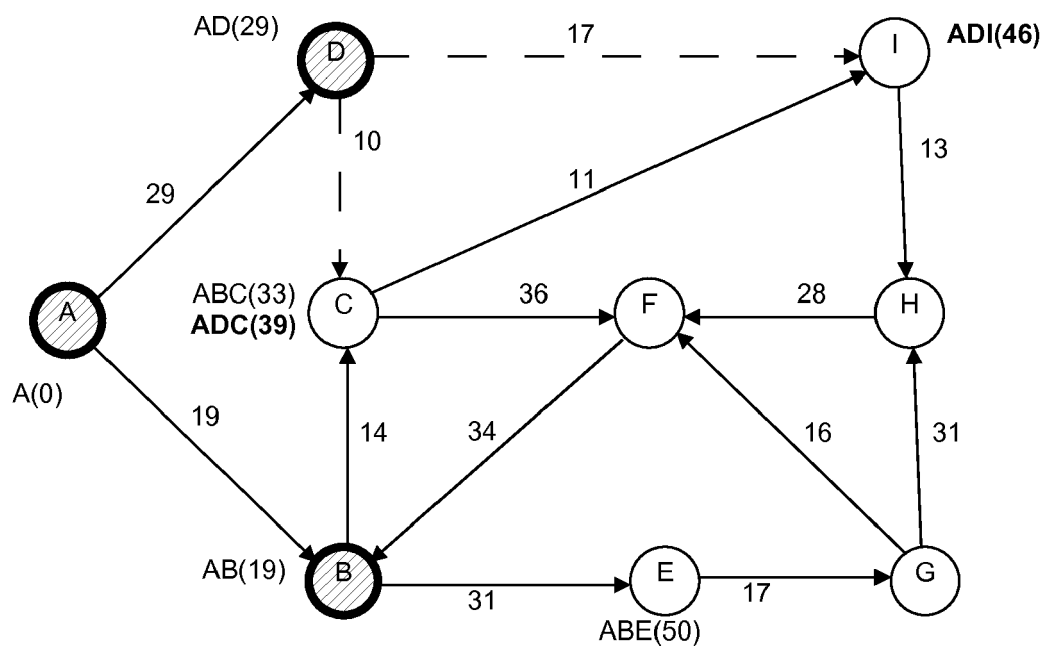 AD(29)
D
17
I
ADI(46)
10
13
29
11
ABC(33)
ADC(39)
A
C
36
F
28
H
A(0)
19
14
34
16
31
AB(19)
B
31
E
17
G
ABE(50)